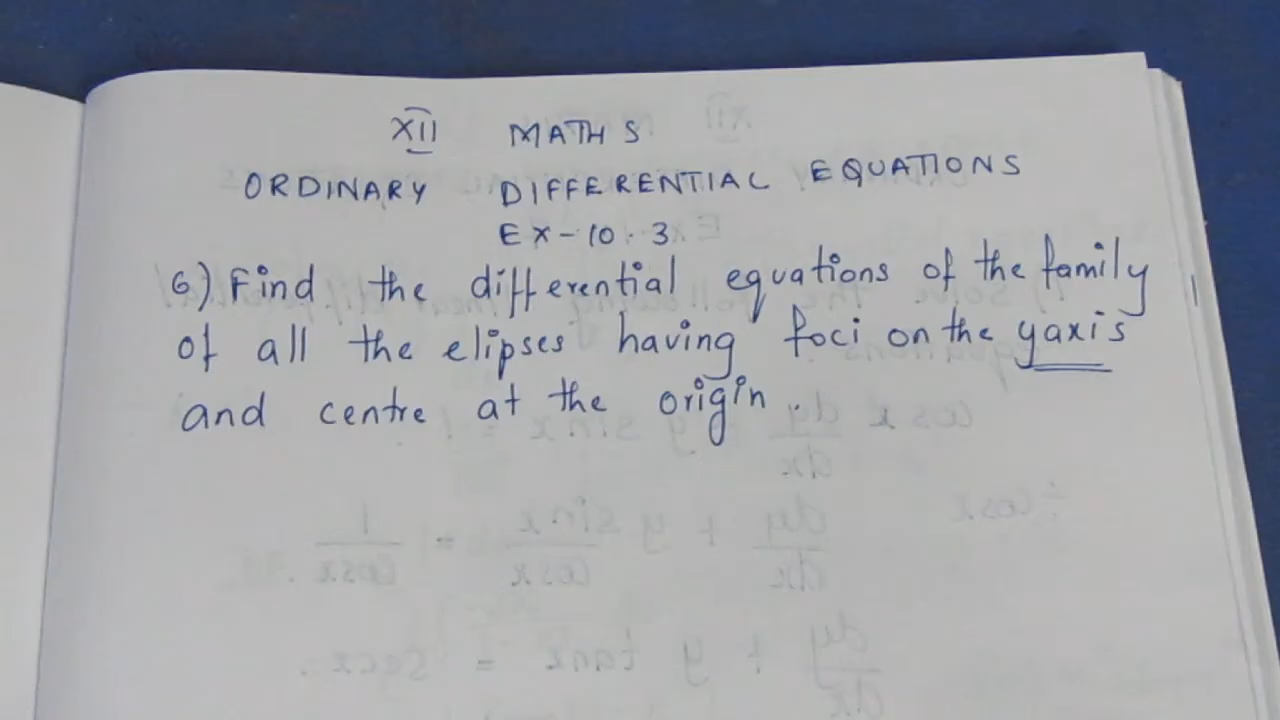 XII MATHS
ORDINARY DIFFERENTIAL EQUATIONS
EX-10.3
6). Find the differential equations of the family
of all the elipses having foci on the yaxis
and centre at the origin.